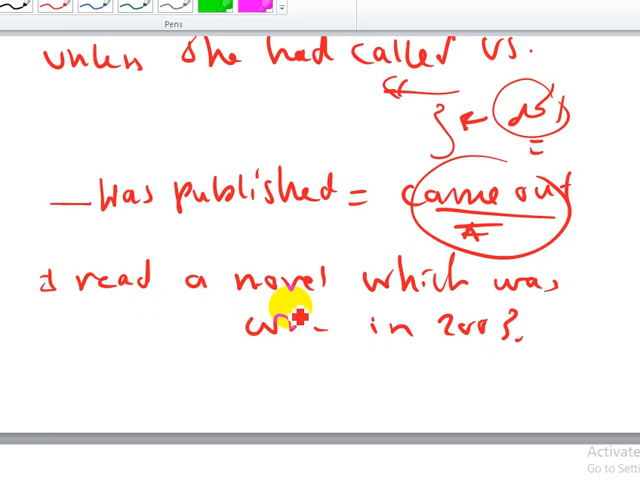 Pens
unless She had called us.
__ was published = came out
I read a novel which was
in 2003.
Activate
Go to Setti